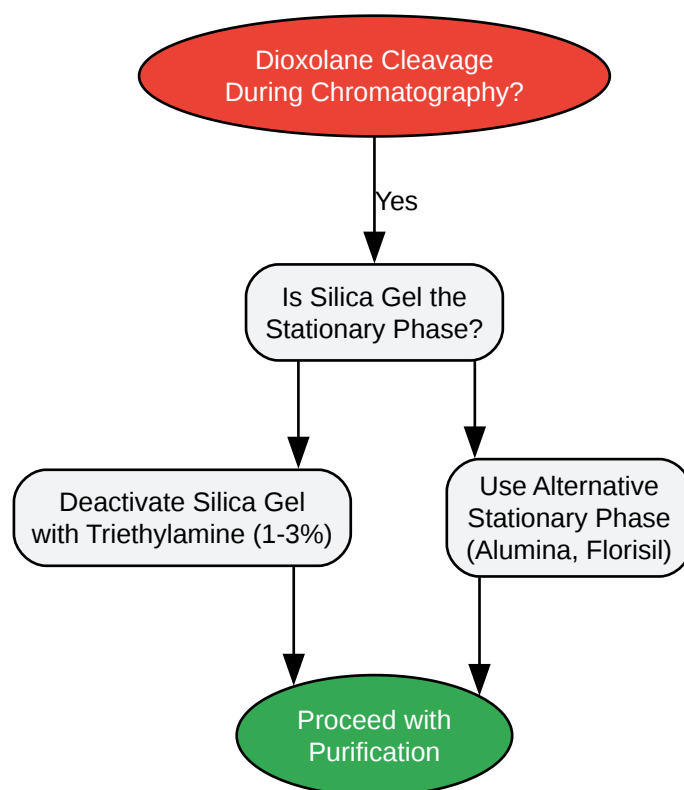 Dioxolane Cleavage
During Chromatography?
Yes
Is Silica Gel the
Stationary Phase?
Deactivate Silica Gel
with Triethylamine (1-3%)
Use Alternative
Stationary Phase
(Alumina, Florisil)
Proceed with
Purification